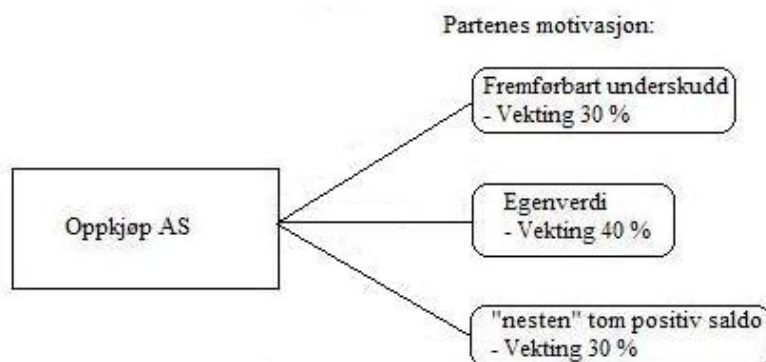 Partenes motivasjon:
Fremførbart underskudd
- Vekting 30 %
Oppkjøp AS
Egenverdi
- Vekting 40 %
"nesten" tom positiv saldo
- Vekting 30 %